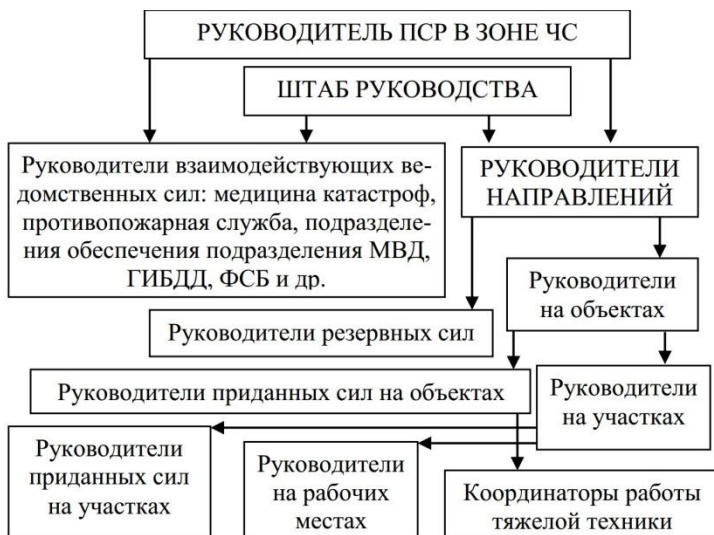 РУКОВОДИТЕЛЬ ПСР В ЗОНЕ ЧС
ШТАБ РУКОВОДСТВА
Руководители взаимодействующих ве-
домственных сил: медицина катастроф,
противопожарная служба, подразделе-
ния обеспечения подразделения МВД,
ГИБДД, ФСБ и др.
РУКОВОДИТЕЛИ
НАПРАВЛЕНИЙ
Руководители
на объектах
Руководители резервных сил
Руководители приданных сил на объектах
Руководители
на участках
Руководители
приданных сил
на участках
Руководители
на рабочих
местах
Координаторы работы
тяжелой техники